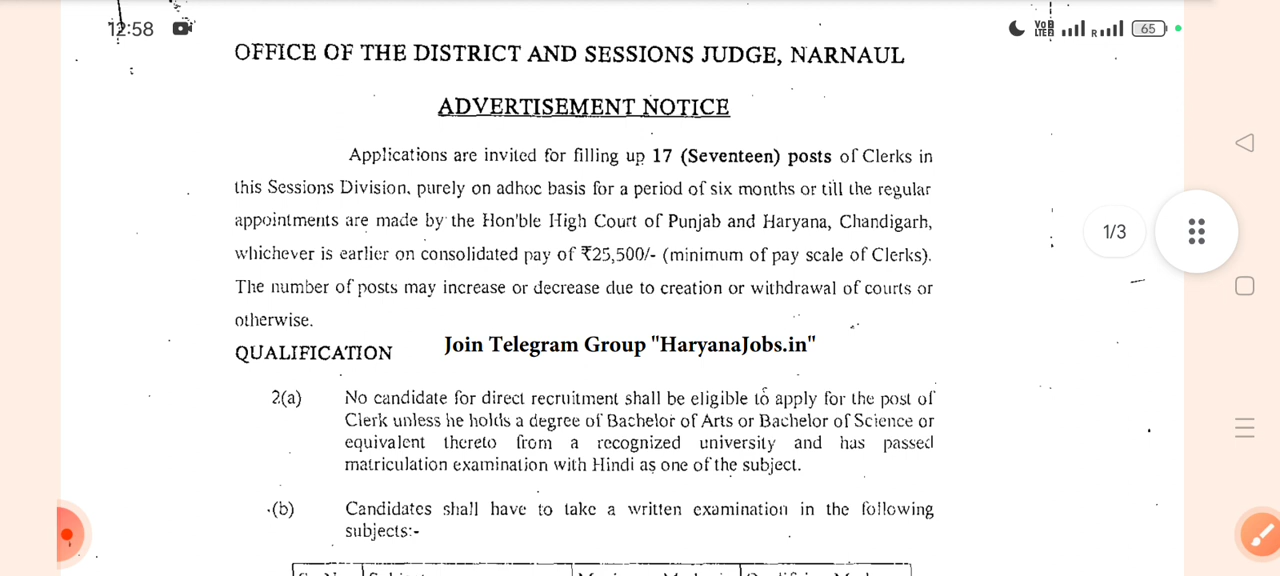 12:58
VoB
LTE2
R
65
OFFICE OF THE DISTRICT AND SESSIONS JUDGE, NARNAUL
ADVERTISEMENT NOTICE
Applications are invited for filling up 17 (Seventeen) posts of Clerks in
this Sessions Division, purely on adhoc basis for a period of six months or till the regular
appointments are made by the Hon'ble High Court of Punjab and Haryana, Chandigarh,
whichever is earlier on consolidated pay of ₹25,500/- (minimum of pay scale of Clerks).
The number of posts may increase or decrease due to creation or withdrawal of courts or
otherwise.
1/3
Join Telegram Group "HaryanaJobs.in"
QUALIFICATION
2(a) No candidate for direct recruitment shall be eligible to apply for the post of
Clerk unless he holds a degree of Bachelor of Arts or Bachelor of Science or
equivalent thereto from a recognized university and has passed
matriculation examination with Hindi as one of the subject.
(b) Candidates shall have to take a written examination in the following
subjects:-